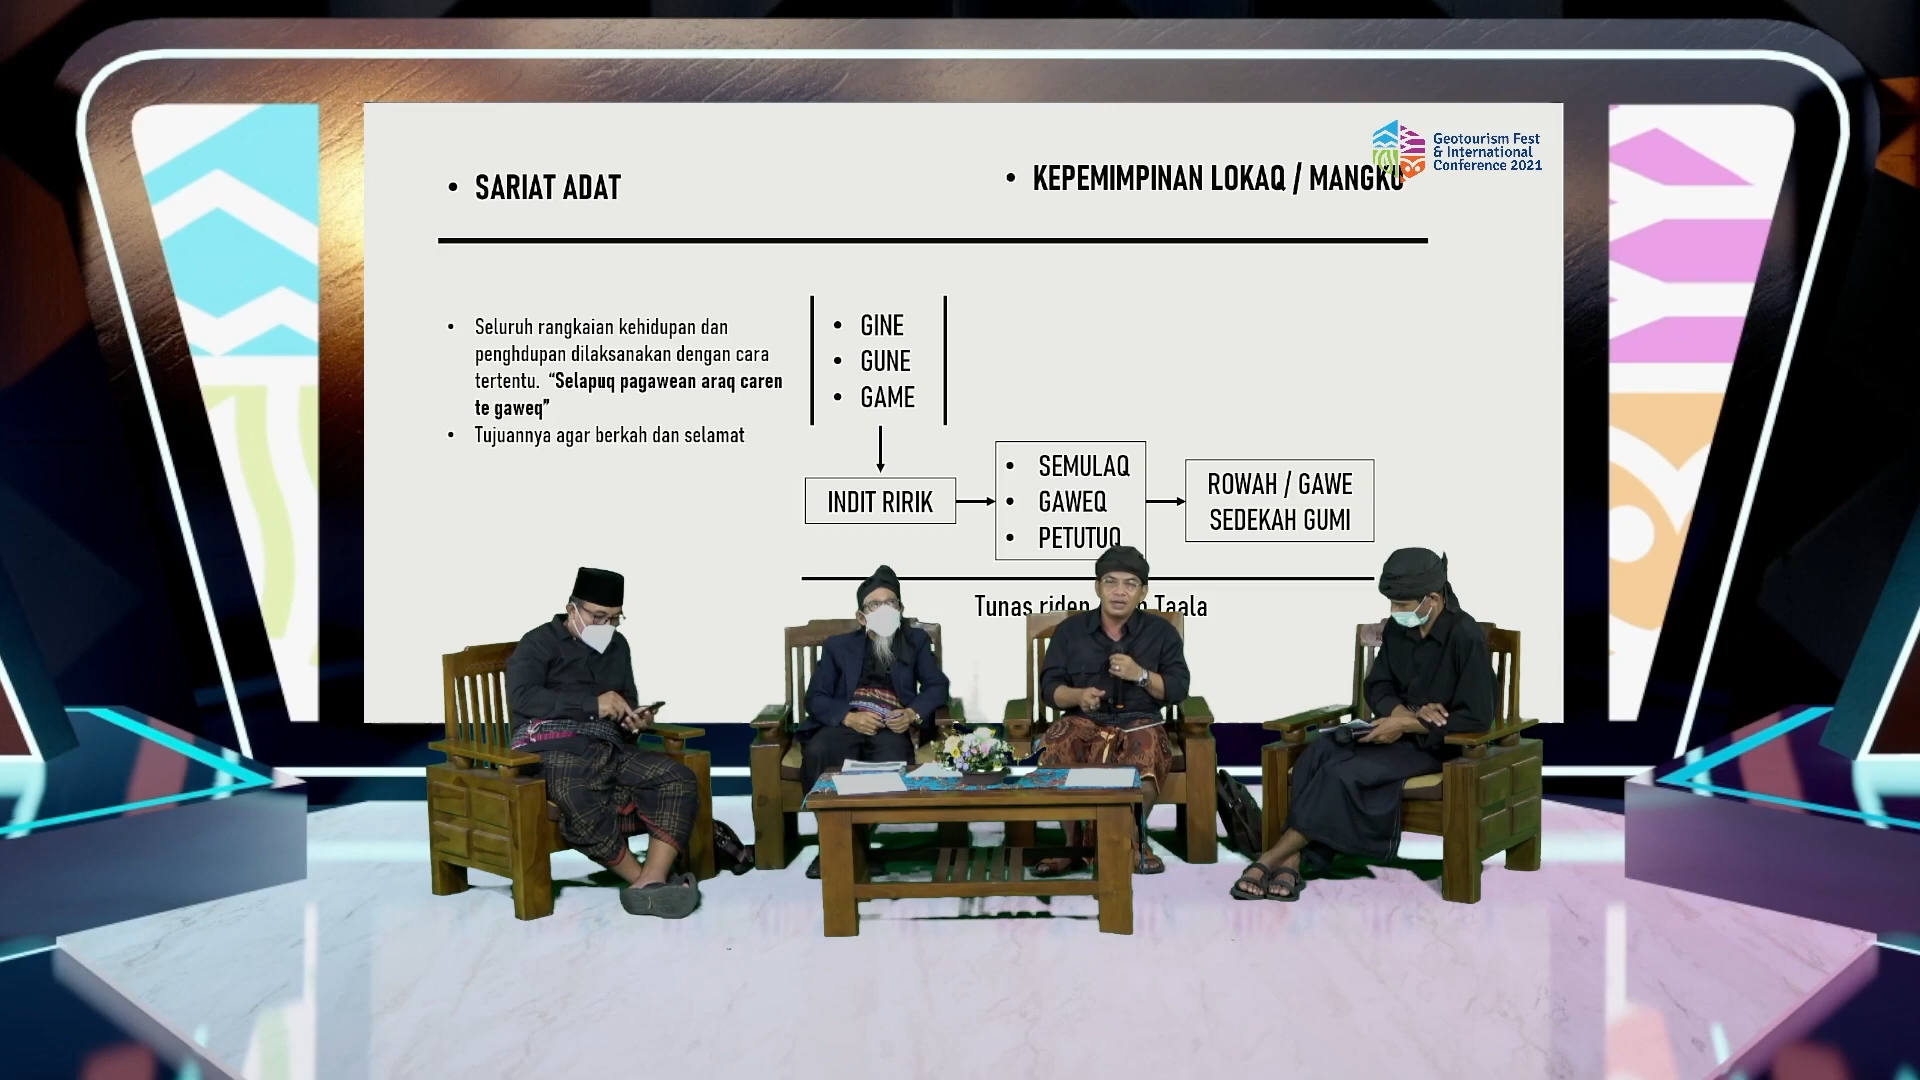 Geotourism Fest
& International
Conference 2021
• SARIAT ADAT
• KEPEMIMPINAN LOKAQ / MANGKU
• Seluruh rangkaian kehidupan dan
penghdupan dilaksanakan dengan cara
tertentu. “Selapuq pagawean araq caren
te gaweq”
• Tujuannya agar berkah dan selamat
• GINE
• GUNE
• GAME
INDIT RIRIK
• SEMULAQ
• GAWEQ
• PETUTUQ
ROWAH / GAWE
SEDEKAH GUMI
Tunas riden Taala